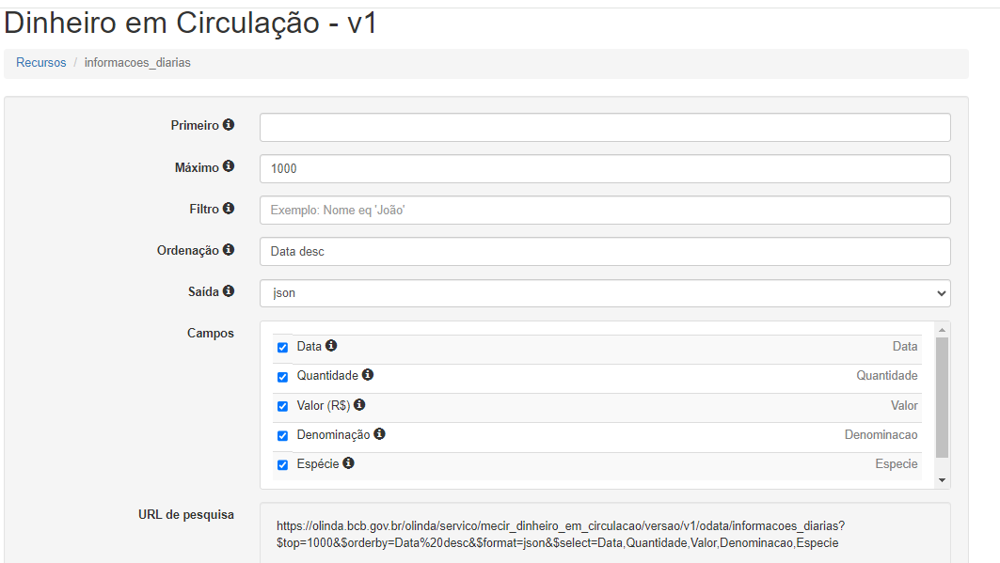 Dinheiro em Circulação - v1
Recursos / informacoes_diarias
Primeiro
Máximo 1000
Filtro Exemplo: Nome eq 'João'
Ordenação Data desc
Saída json
Campos
Data Data
Quantidade Quantidade
Valor (R$) Valor
Denominação Denominacao
Espécie Especie
URL de pesquisa
https://olinda.bcb.gov.br/olinda/servico/mecir_dinheiro_em_circulacao/versao/v1/odata/informacoes_diarias?
$top=1000&$orderby=Data%20desc&$format=json&$select=Data,Quantidade,Valor,Denominacao,Especie